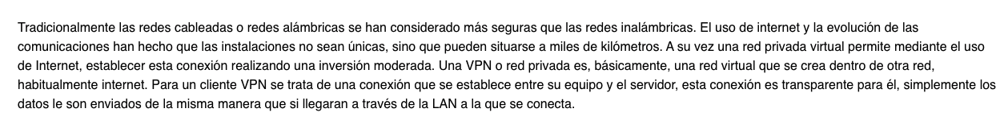 Tradicionalmente las redes cableadas o redes alámbricas se han considerado más seguras que las redes inalámbricas. El uso de internet y la evolución de las
comunicaciones han hecho que las instalaciones no sean únicas, sino que pueden situarse a miles de kilómetros. A su vez una red privada virtual permite mediante el uso
de Internet, establecer esta conexión realizando una inversión moderada. Una VPN o red privada es, básicamente, una red virtual que se crea dentro de otra red,
habitualmente internet. Para un cliente VPN se trata de una conexión que se establece entre su equipo y el servidor, esta conexión es transparente para él, simplemente los
datos le son enviados de la misma manera que si llegaran a través de la LAN a la que se conecta.